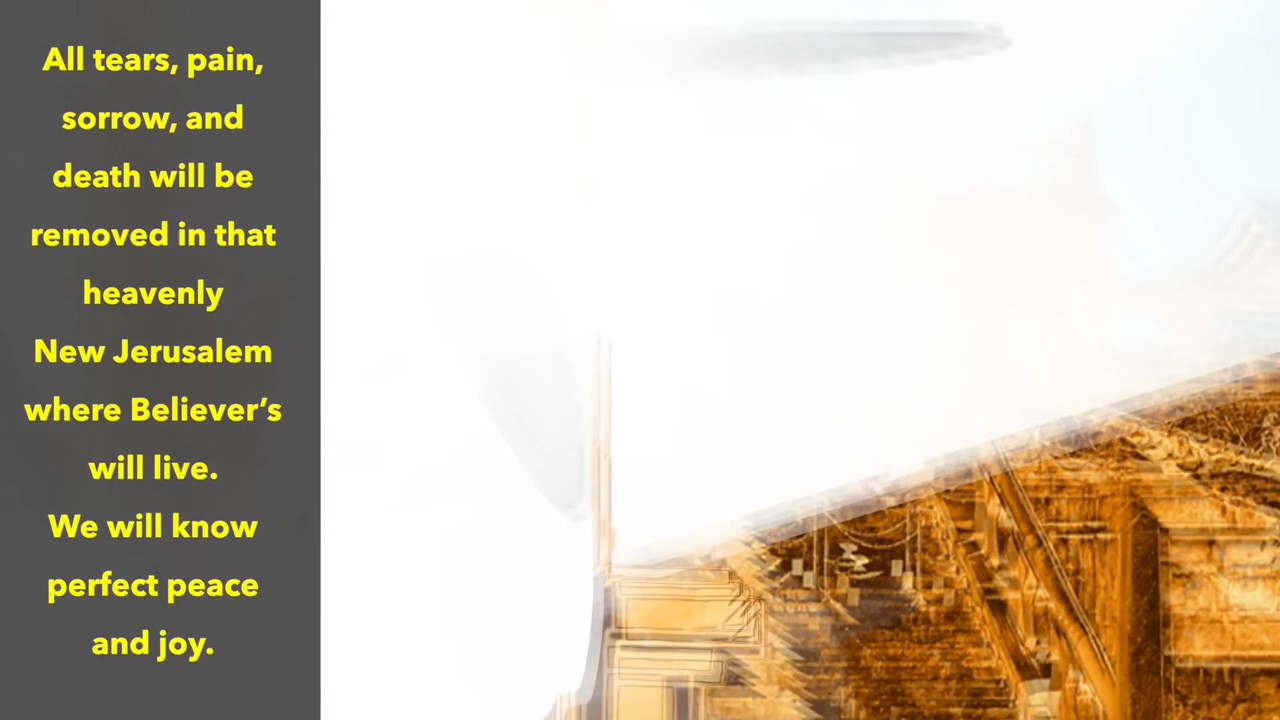 All tears, pain,
sorrow, and
death will be
removed in that
heavenly
New Jerusalem
where Believer’s
will live.
We will know
perfect peace
and joy.